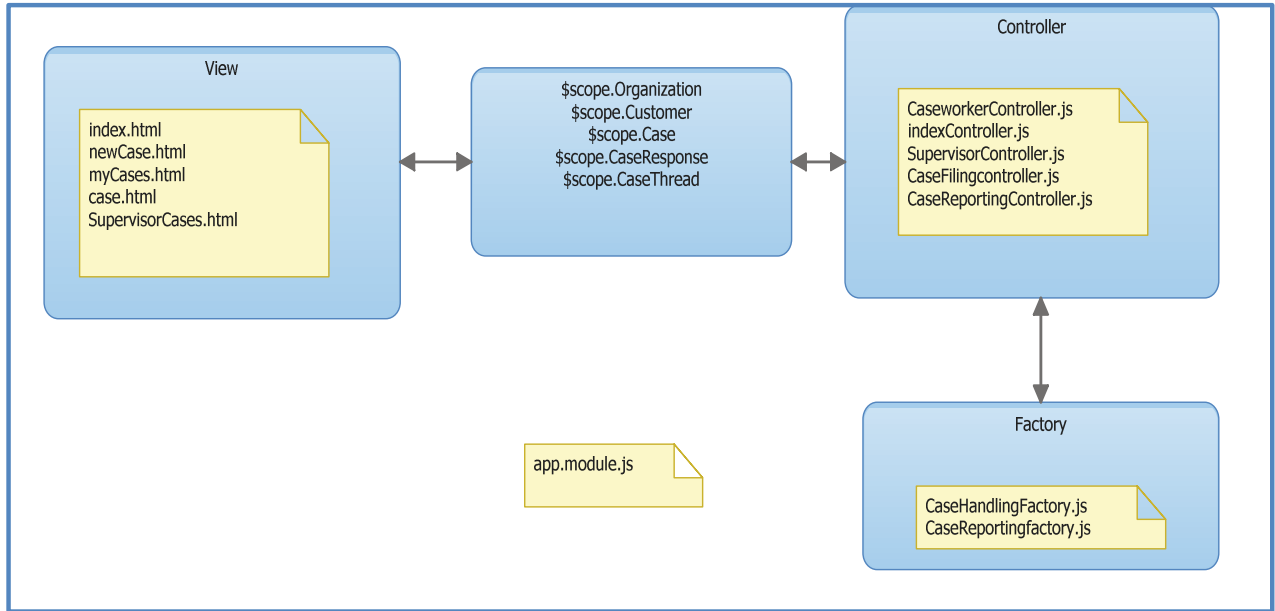 View
index.html
newCase.html
myCases.html
case.html
SupervisorCases.html
$scope.Organization
$scope.Customer
$scope.Case
$scope.CaseResponse
$scope.CaseThread
Controller
CaseworkerController.js
indexController.js
SupervisorController.js
CaseFilingcontroller.js
CaseReportingController.js
app.module.js
Factory
CaseHandlingFactory.js
CaseReportingfactory.js